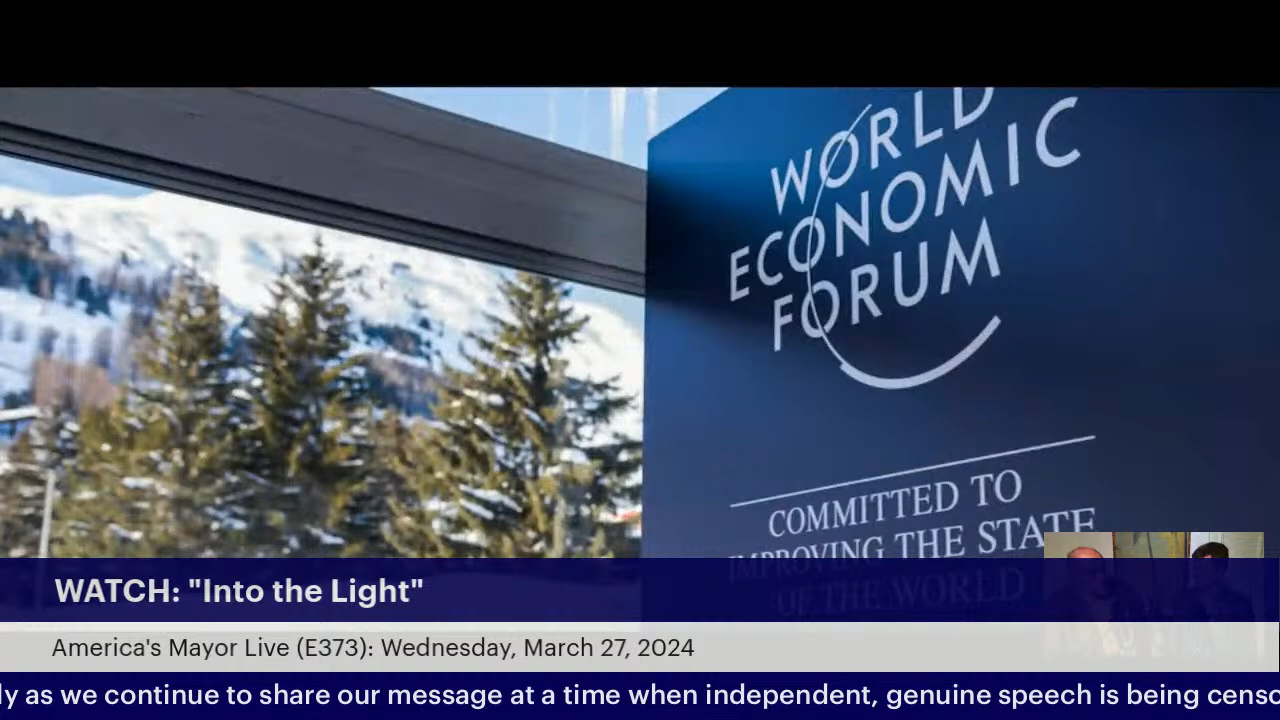 WORLD
ECONOMIC
FORUM
COMMITTED TO
IMPROVING THE STATE
OF THE WORLD
WATCH: "Into the Light"
America's Mayor Live (E373): Wednesday, March 27, 2024
ly as we continue to share our message at a time when independent, genuine speech is being censo